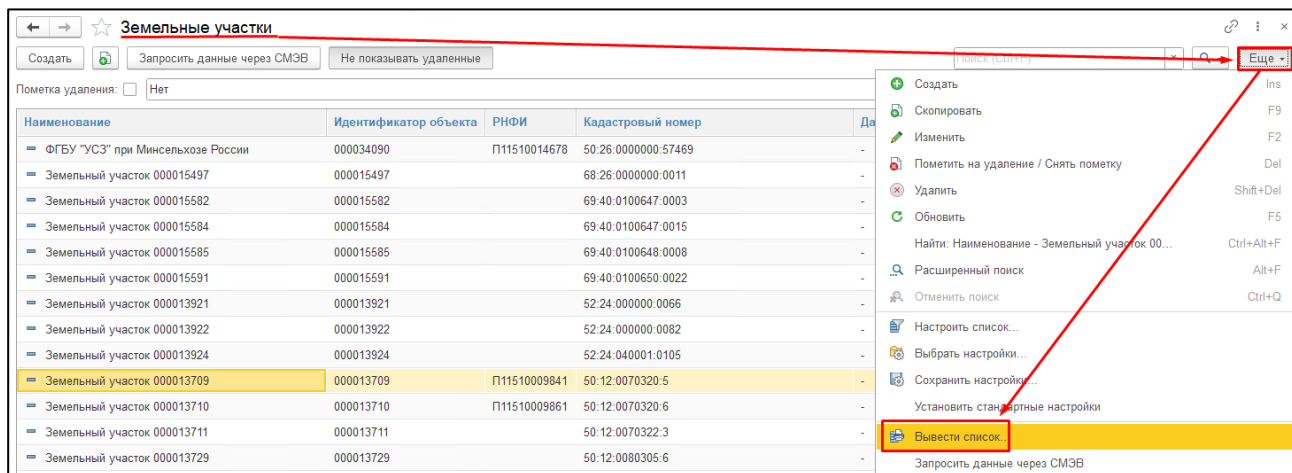 Земельные участки
Создать Запросить данные через СМЭВ Не показывать удаленные Поиск (Ctrl+F) Еще
Пометка удаления: Нет
Наименование Идентификатор объекта РНФИ Кадастровый номер Да
ФГБУ "УСЗ" при Минсельхозе России 000034090 П11510014678 50:26:0000000:57469 -
Земельный участок 000015497 000015497 68:26:0000000:0011 -
Земельный участок 000015582 000015582 69:40:0100647:0003 -
Земельный участок 000015584 000015584 69:40:0100647:0015 -
Земельный участок 000015585 000015585 69:40:0100648:0008 -
Земельный участок 000015591 000015591 69:40:0100650:0022 -
Земельный участок 000013921 000013921 52:24:000000:0066 -
Земельный участок 000013922 000013922 52:24:000000:0082 -
Земельный участок 000013924 000013924 52:24:040001:0105 -
Земельный участок 000013709 000013709 П11510009841 50:12:0070320:5 -
Земельный участок 000013710 000013710 П11510009861 50:12:0070320:6 -
Земельный участок 000013711 000013711 50:12:0070322:3 -
Земельный участок 000013729 000013729 50:12:0080305:6 -
Создать Ins
Скопировать F9
Изменить F2
Пометить на удаление / Снять пометку Del
Удалить Shift+Del
Обновить F5
Найти: Наименование - Земельный участок 00... Ctrl+Alt+F
Расширенный поиск Alt+F
Отменить поиск Ctrl+Q
Настроить список...
Выбрать настройки...
Сохранить настройки...
Установить стандартные настройки
Вывести список...
Запросить данные через СМЭВ